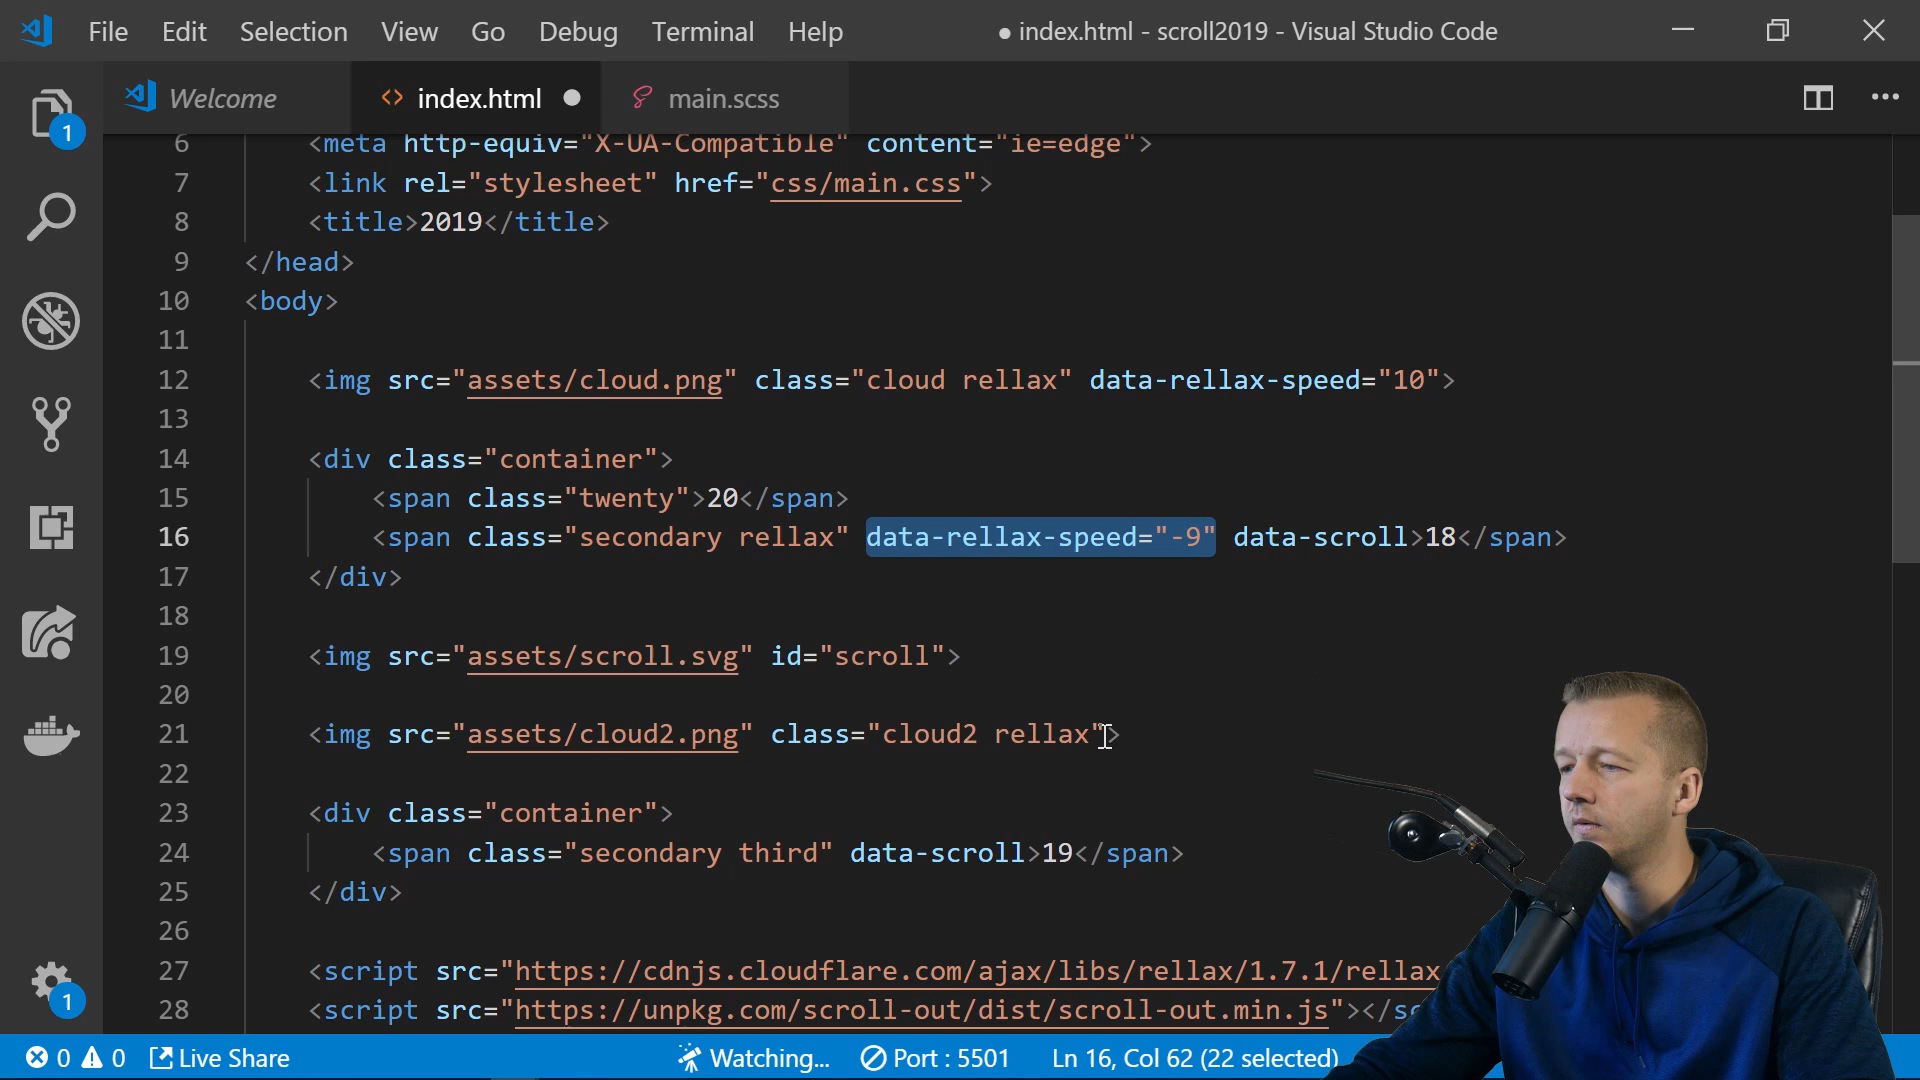 File Edit Selection View Go Debug Terminal Help ● index.html - scroll2019 - Visual Studio Code
Welcome <> index.html ● main.scss
1
6 <meta http-equiv="X-UA-Compatible" content="ie=edge">
7 <link rel="stylesheet" href="css/main.css">
8 <title>2019</title>
9 </head>
10 <body>
11
12 <img src="assets/cloud.png" class="cloud rellax" data-rellax-speed="10">
13
14 <div class="container">
15 <span class="twenty">20</span>
16 <span class="secondary rellax" data-rellax-speed="-9" data-scroll>18</span>
17 </div>
18
19 <img src="assets/scroll.svg" id="scroll">
20
21 <img src="assets/cloud2.png" class="cloud2 rellax">
22
23 <div class="container">
24 <span class="secondary third" data-scroll>19</span>
25 </div>
26
27 <script src="https://cdnjs.cloudflare.com/ajax/libs/rellax/1.7.1/rellax
28 <script src="https://unpkg.com/scroll-out/dist/scroll-out.min.js"></sc
1
0 0 Live Share Watching... Port : 5501 Ln 16, Col 62 (22 selected)